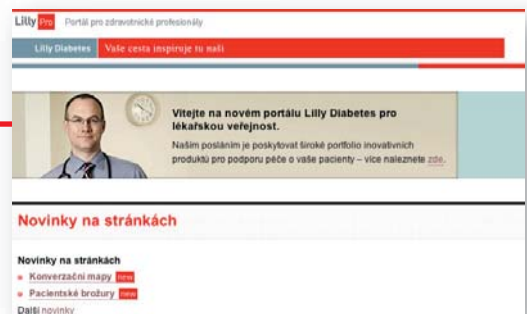 Lilly Pro Portál pro zdravotnické profesionály
Lilly Diabetes Vaše cesta inspiruje tu naši
Vítejte na novém portálu Lilly Diabetes pro
lékařskou veřejnost.
Naším posláním je poskytovat široké portfolio inovativních
produktů pro podporu péče o vaše pacienty – více naleznete zde.
Novinky na stránkách
Novinky na stránkách
Konverzační mapy new
Pacientské brožury new
Další novinky